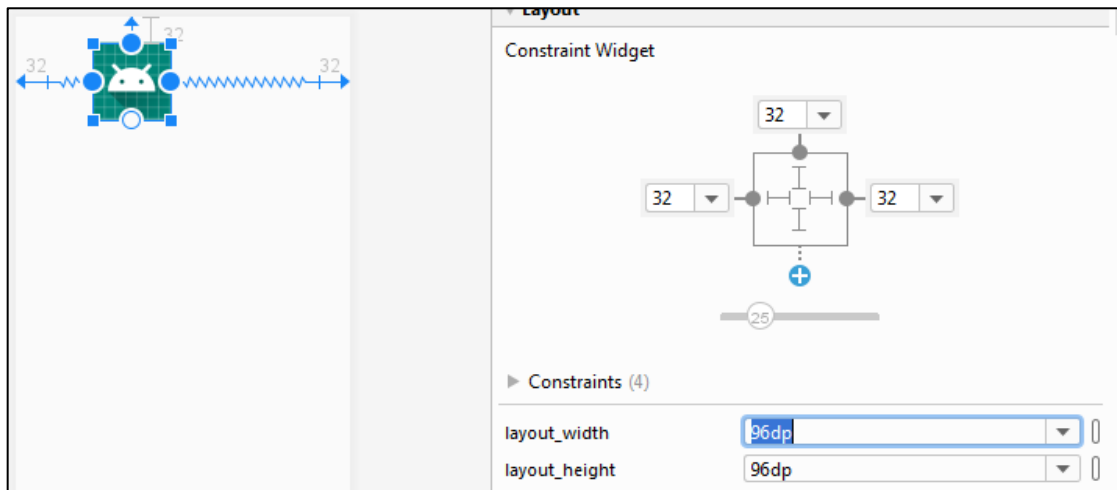 Layout
Constraint Widget
32
32
32
32
32
32
25
Constraints (4)
layout_width
96dp
layout_height
96dp